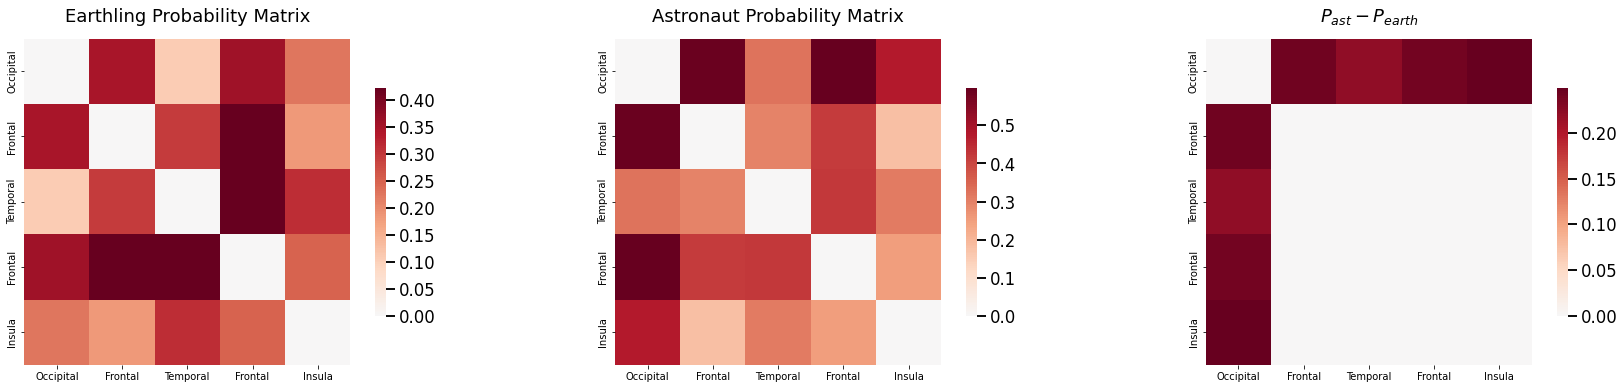 Earthling Probability Matrix
Occipital
Frontal
Temporal
Frontal
Insula
Occipital Frontal Temporal Frontal Insula
0.40
0.35
0.30
0.25
0.20
0.15
0.10
0.05
0.00
Astronaut Probability Matrix
Occipital
Frontal
Temporal
Frontal
Insula
Occipital Frontal Temporal Frontal Insula
0.5
0.4
0.3
0.2
0.1
0.0
P_ast − P_earth
Occipital
Frontal
Temporal
Frontal
Insula
Occipital Frontal Temporal Frontal Insula
0.20
0.15
0.10
0.05
0.00